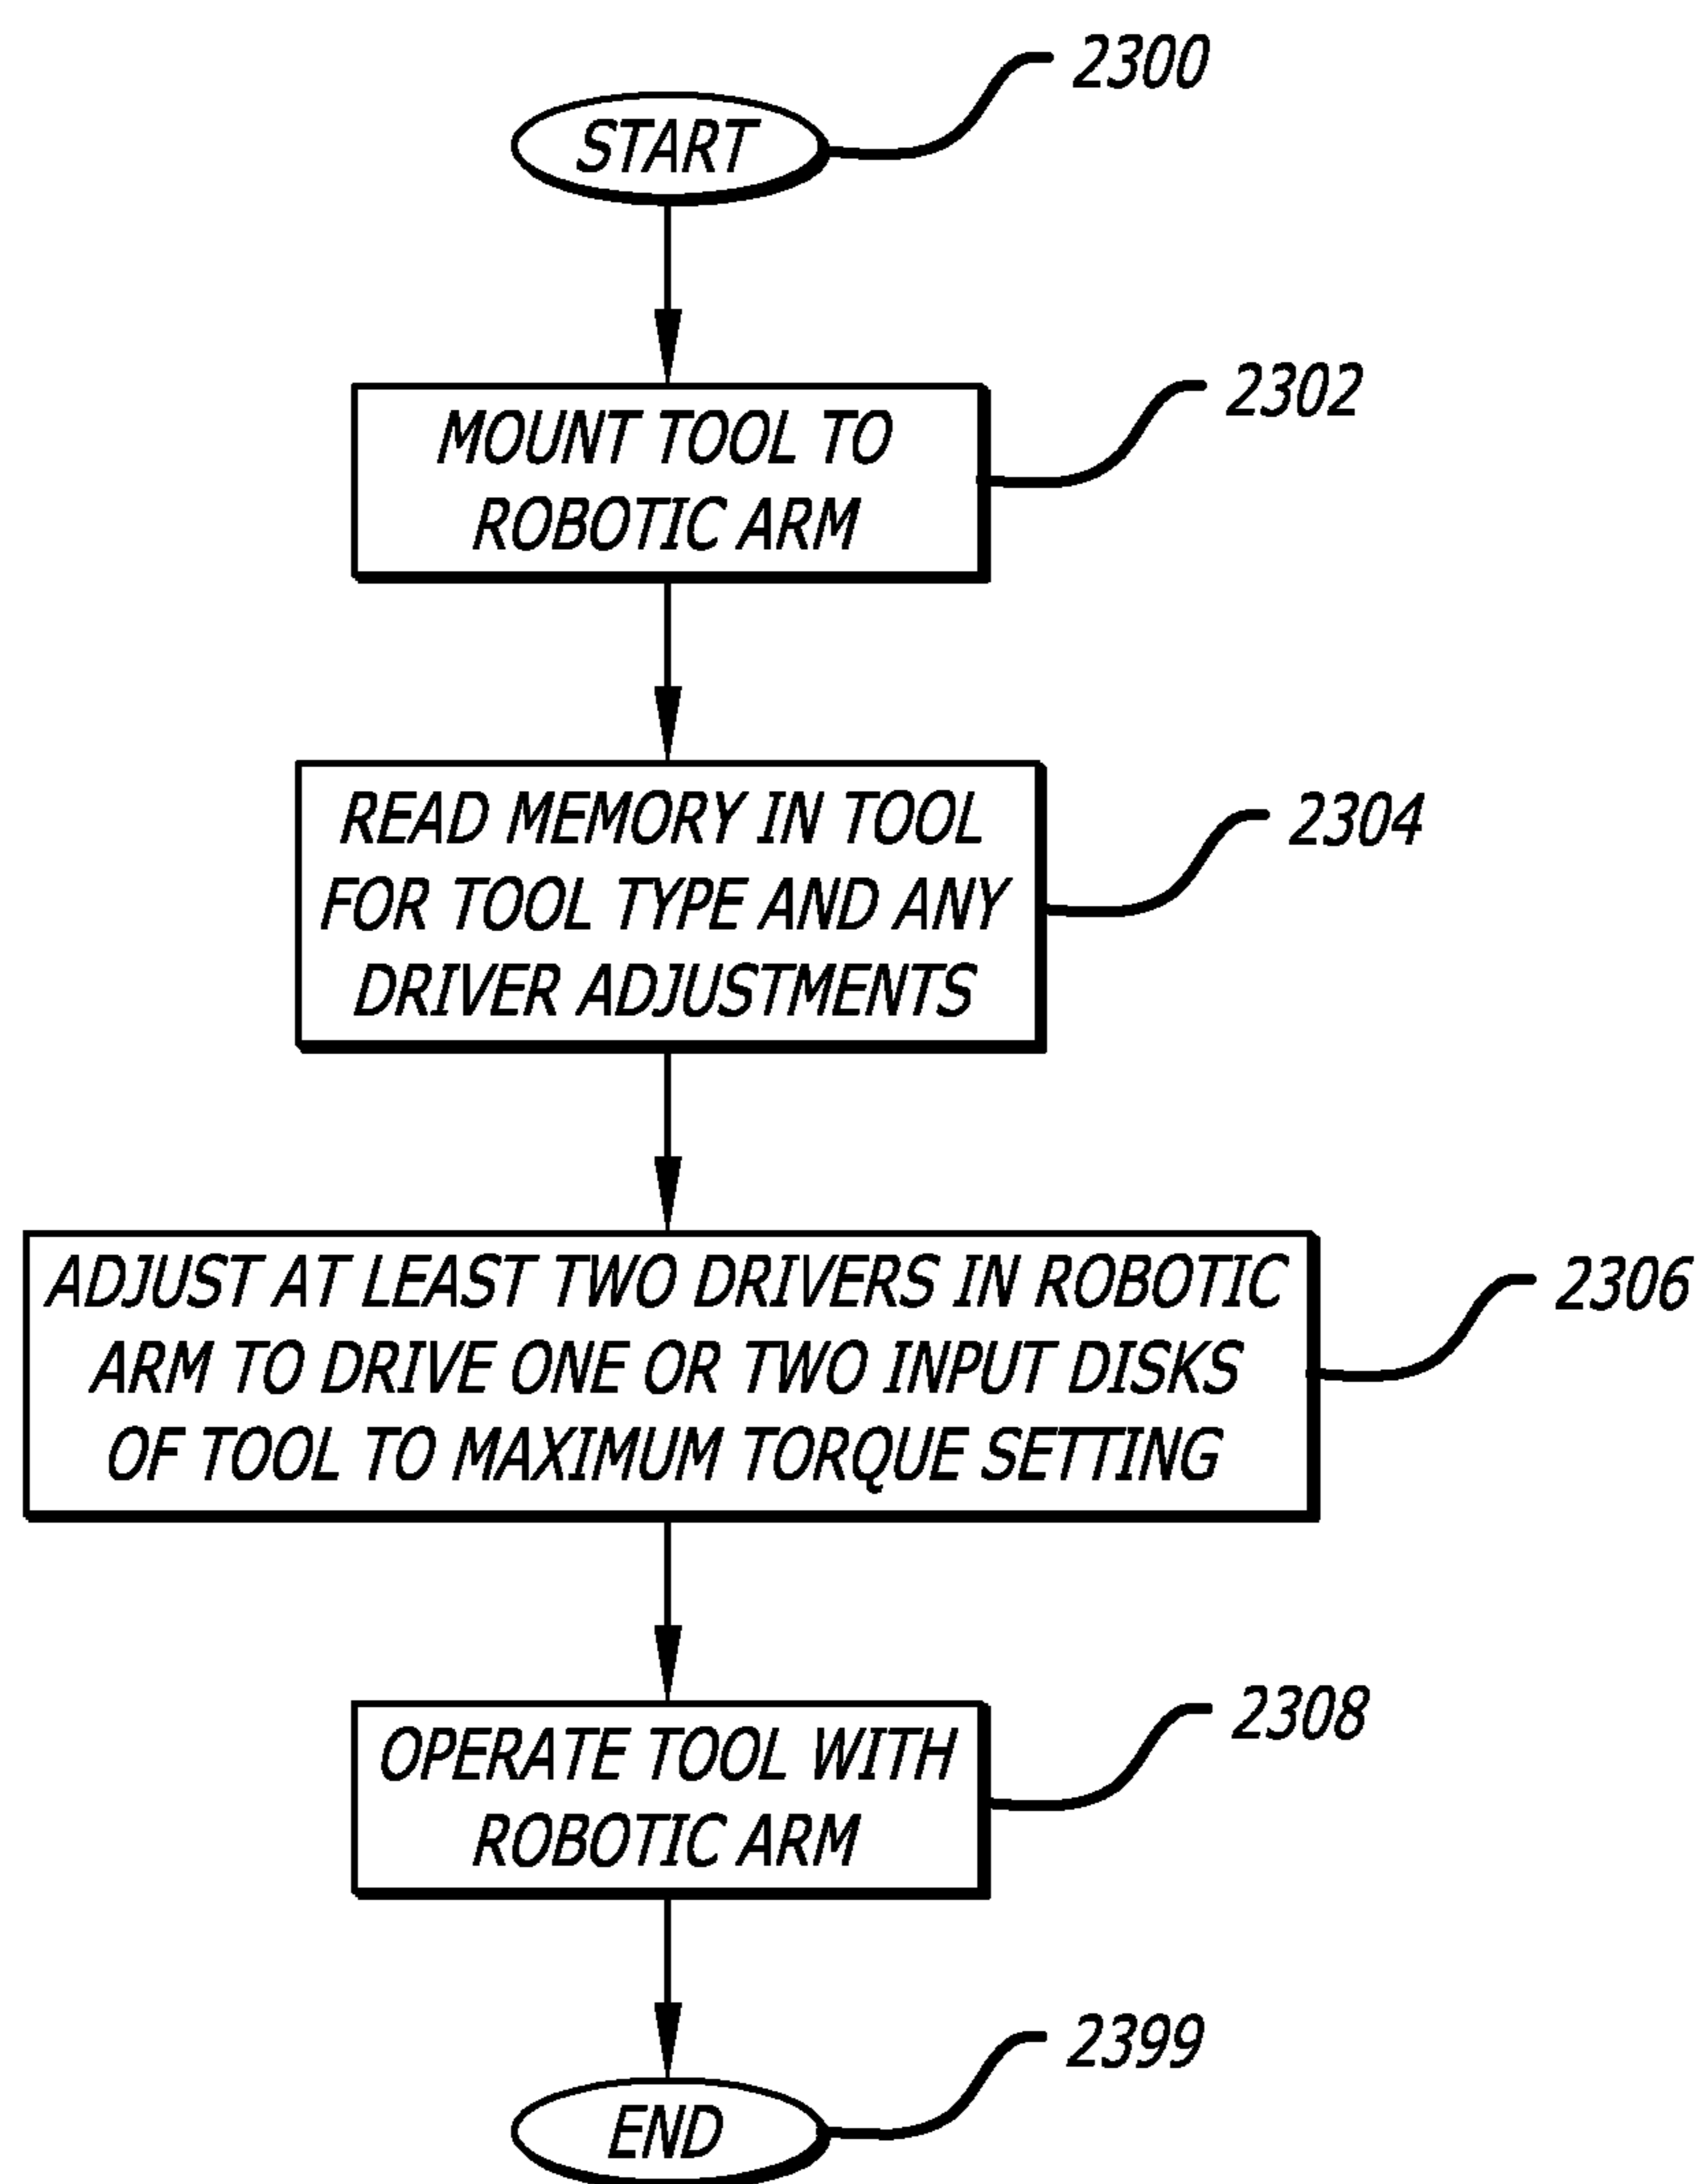 2300
START
2302
MOUNT TOOL TO
ROBOTIC ARM
2304
READ MEMORY IN TOOL
FOR TOOL TYPE AND ANY
DRIVER ADJUSTMENTS
2306
ADJUST AT LEAST TWO DRIVERS IN ROBOTIC
ARM TO DRIVE ONE OR TWO INPUT DISKS
OF TOOL TO MAXIMUM TORQUE SETTING
2308
OPERATE TOOL WITH
ROBOTIC ARM
2399
END